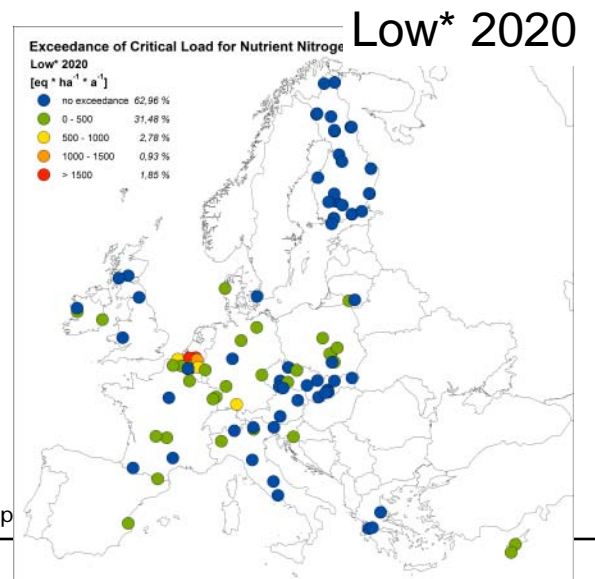 Low* 2020
Exceedance of Critical Load for Nutrient Nitroge
Low* 2020
[eq * ha⁻¹ * a⁻¹]
no exceedance 62,96 %
0 - 500 31,48 %
500 - 1000 2,78 %
1000 - 1500 0,93 %
> 1500 1,85 %
p